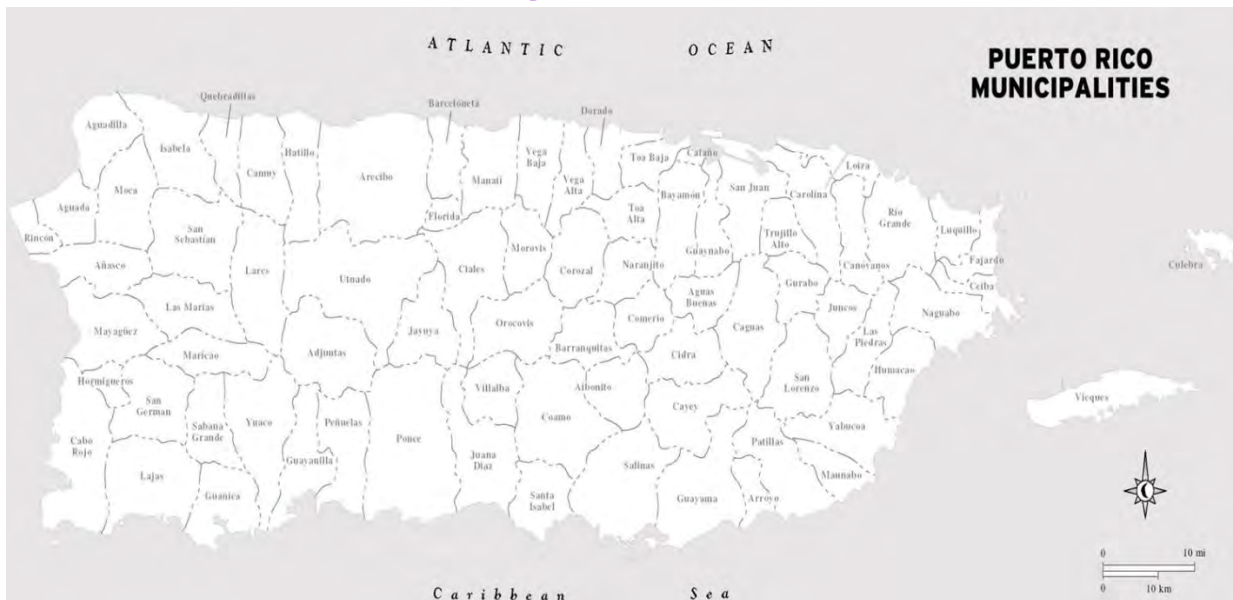 ATLANTIC OCEAN
PUERTO RICO
MUNICIPALITIES
Quebradillas
Barceloneta
Dorado
Aguadilla
Isabela
Camuy
Hatillo
Arecibo
Manatí
Vega
Baja
Vega
Alta
Toa Baja
Cataño
Loiza
Moca
Toa
Alta
Bayamón
San Juan
Carolina
Aguada
Florida
Río
Grande
Rincón
San
Sebastían
Lares
Utuado
Ciales
Morovis
Corozal
Naranjito
Guaynabo
Trujillo
Alto
Luquillo
Fajardo
Culebra
Añasco
Canóvanos
Ceiba
Las Marías
Aguas
Buenas
Gurabo
Juncos
Naguabo
Mayagüez
Jayuya
Orocovis
Comerío
Caguas
Las
Piedras
Maricao
Adjuntas
Barranquitas
Cidra
Humacao
Hormigueros
Villalba
Aibonito
San
Lorenzo
Vieques
San
German
Sabana
Grande
Yauco
Peñuelas
Ponce
Coamo
Cayey
Yabucoa
Cabo
Rojo
Patillas
Guayanilla
Juana
Díaz
Salinas
Maunabo
Lajas
Guanica
Santa
Isabel
Guayama
Arroyo
0 10 mi
0 10 km
Caribbean Sea